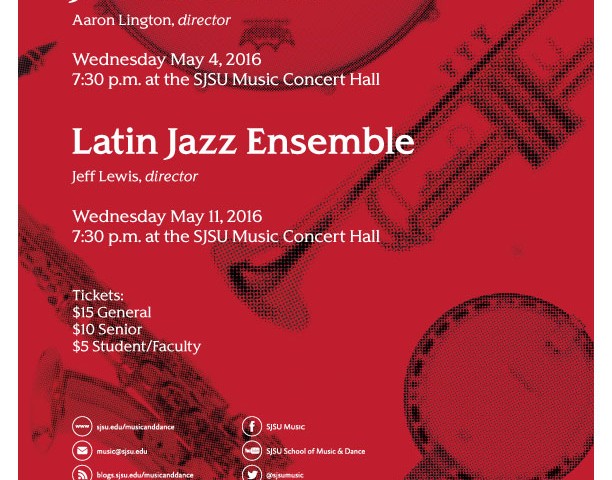 Aaron Lington, director
Wednesday May 4, 2016
7:30 p.m. at the SJSU Music Concert Hall
Latin Jazz Ensemble
Jeff Lewis, director
Wednesday May 11, 2016
7:30 p.m. at the SJSU Music Concert Hall
Tickets:
$15 General
$10 Senior
$5 Student/Faculty
www sjsu.edu/musicanddance
music@sjsu.edu
blogs.sjsu.edu/musicanddance
f SJSU Music
SJSU School of Music & Dance
@sjsumusic